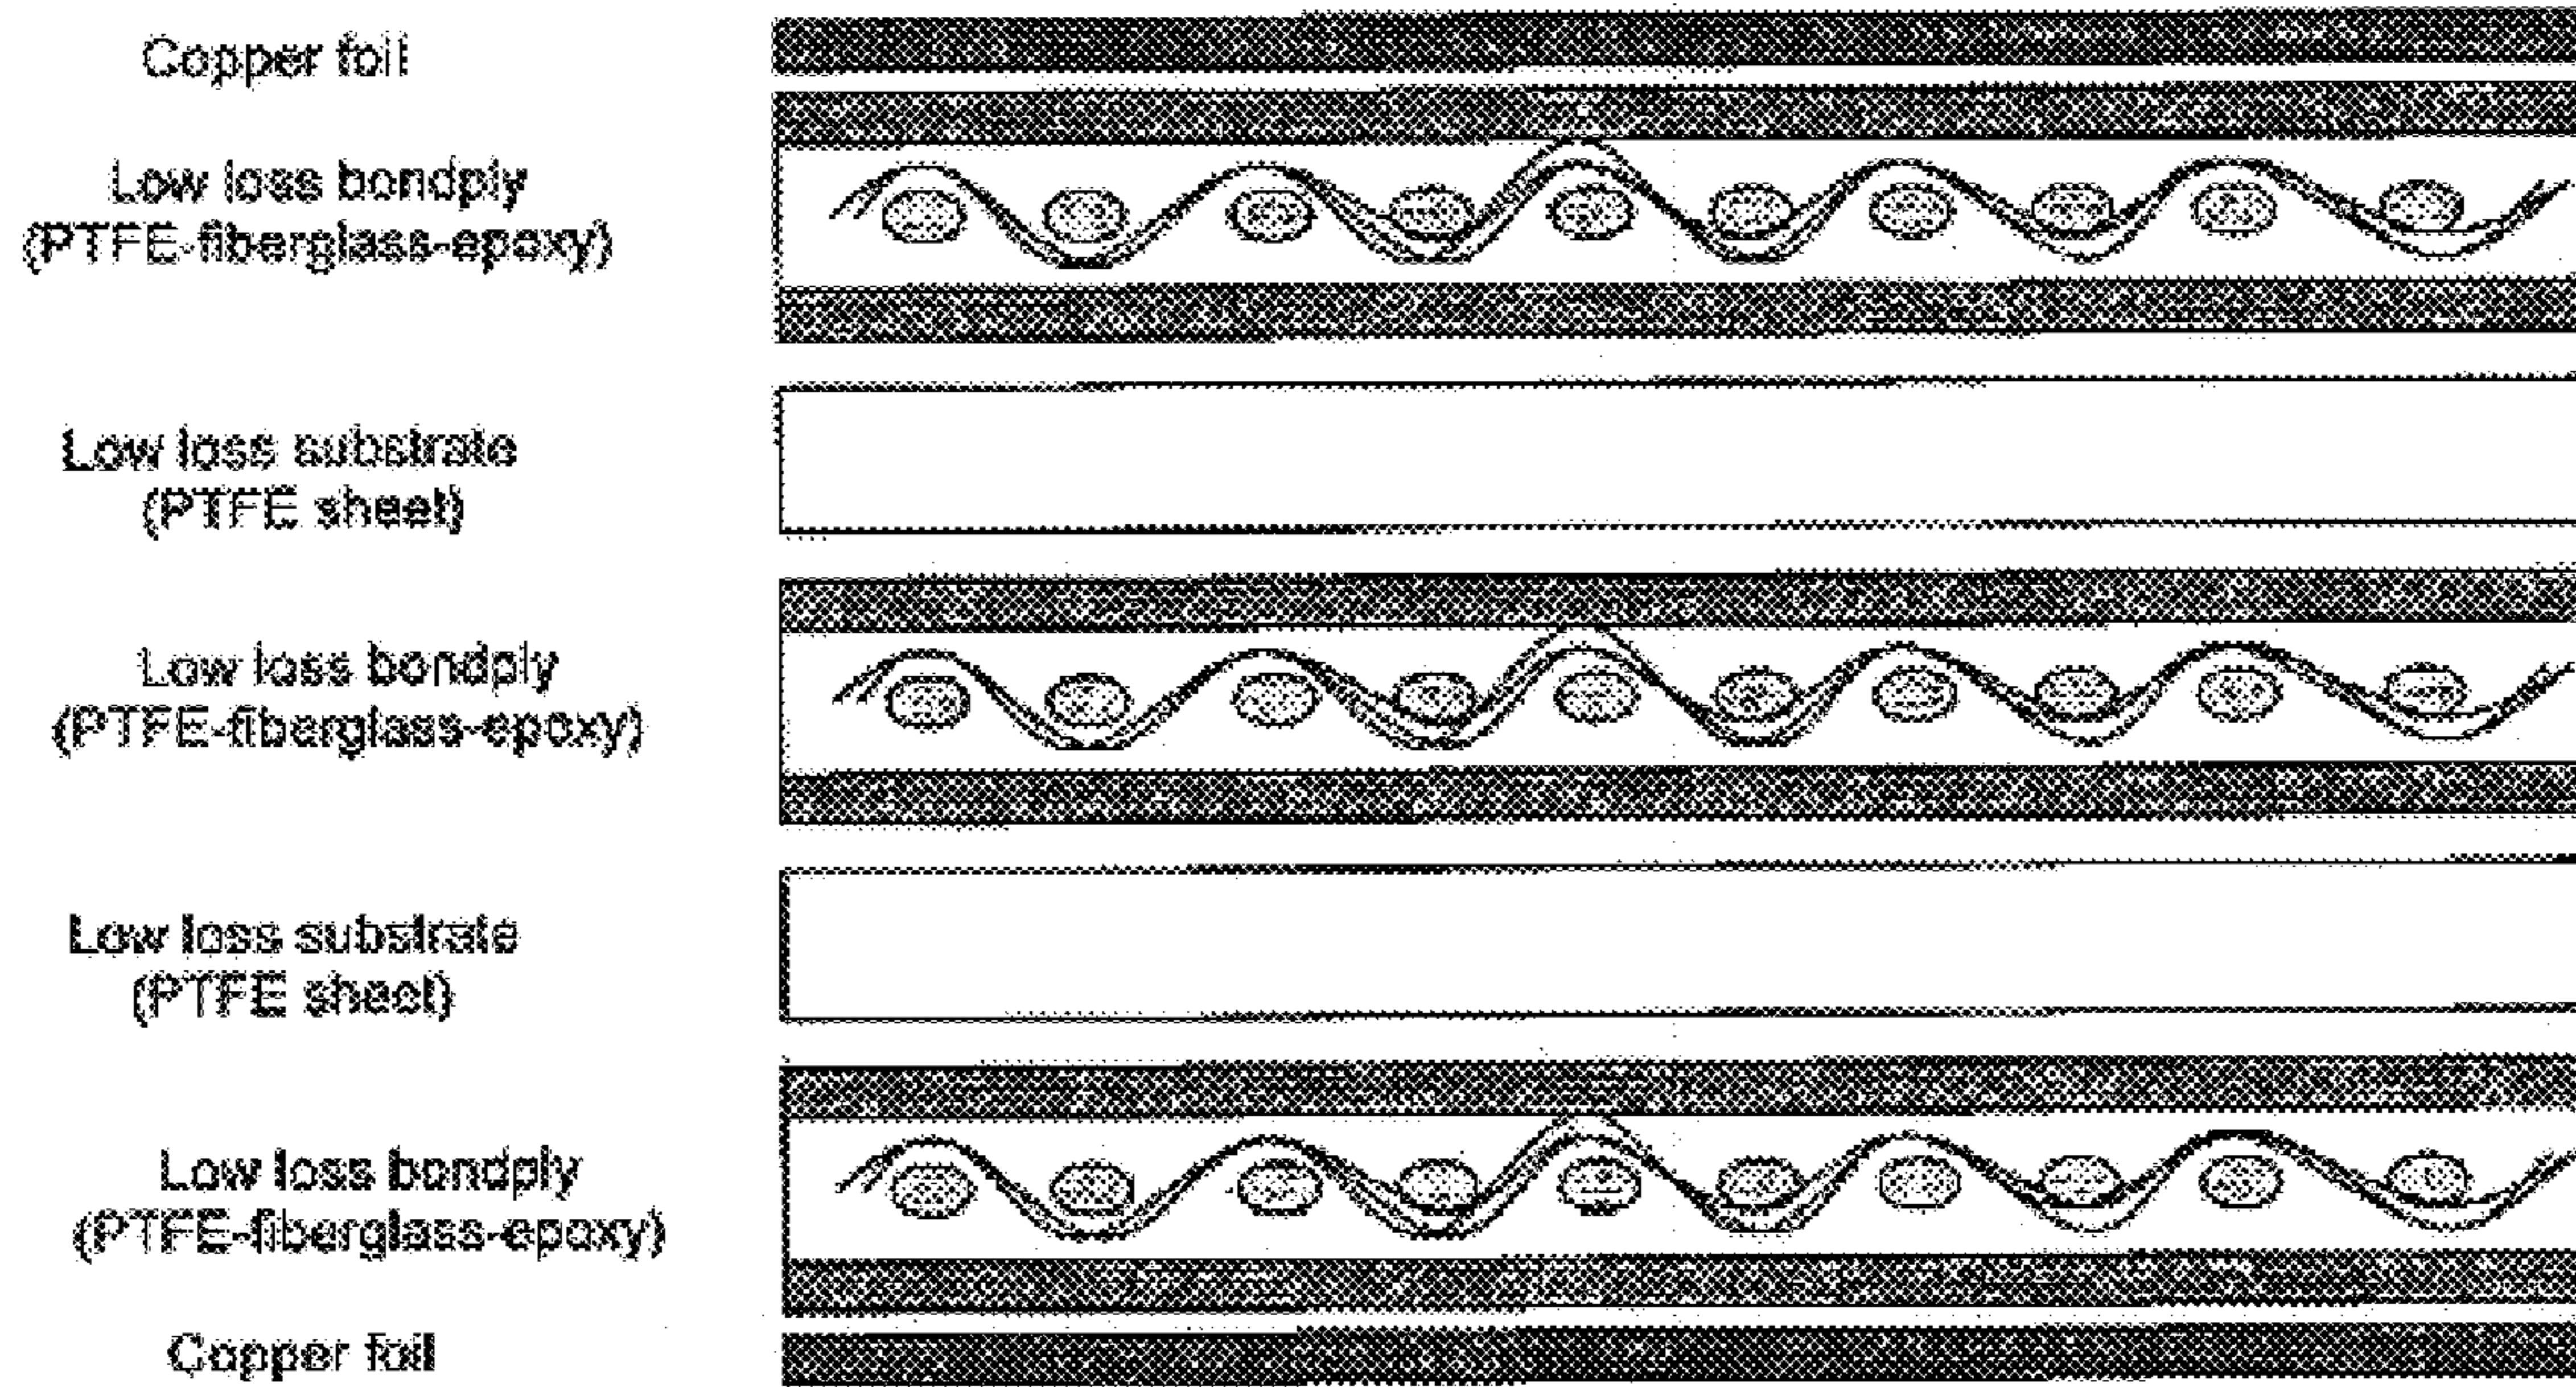 Copper foil
Low loss bondply
(PTFE-fiberglass-epoxy)
Low loss substrate
(PTFE sheet)
Low loss bondply
(PTFE-fiberglass-epoxy)
Low loss substrate
(PTFE sheet)
Low loss bondply
(PTFE-fiberglass-epoxy)
Copper foil